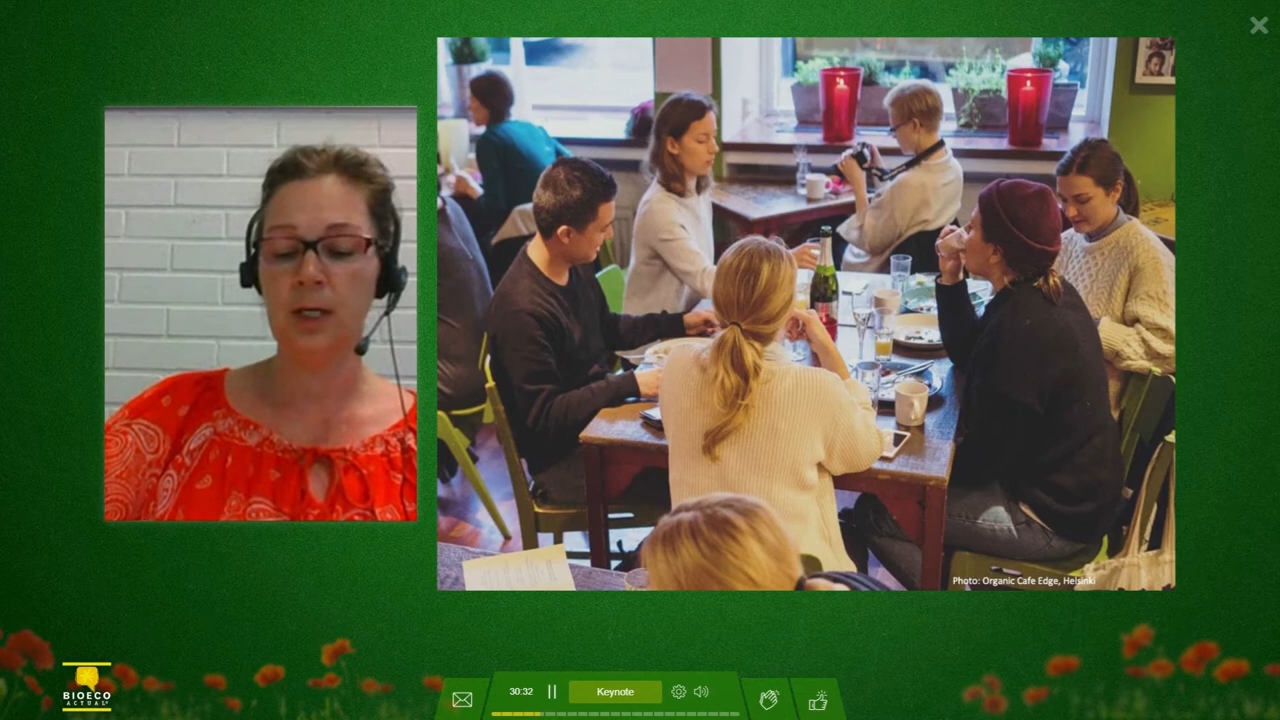 Photo: Organic Cafe Edge, Helsinki
BIOECO
ACTUAL
30:32
Keynote